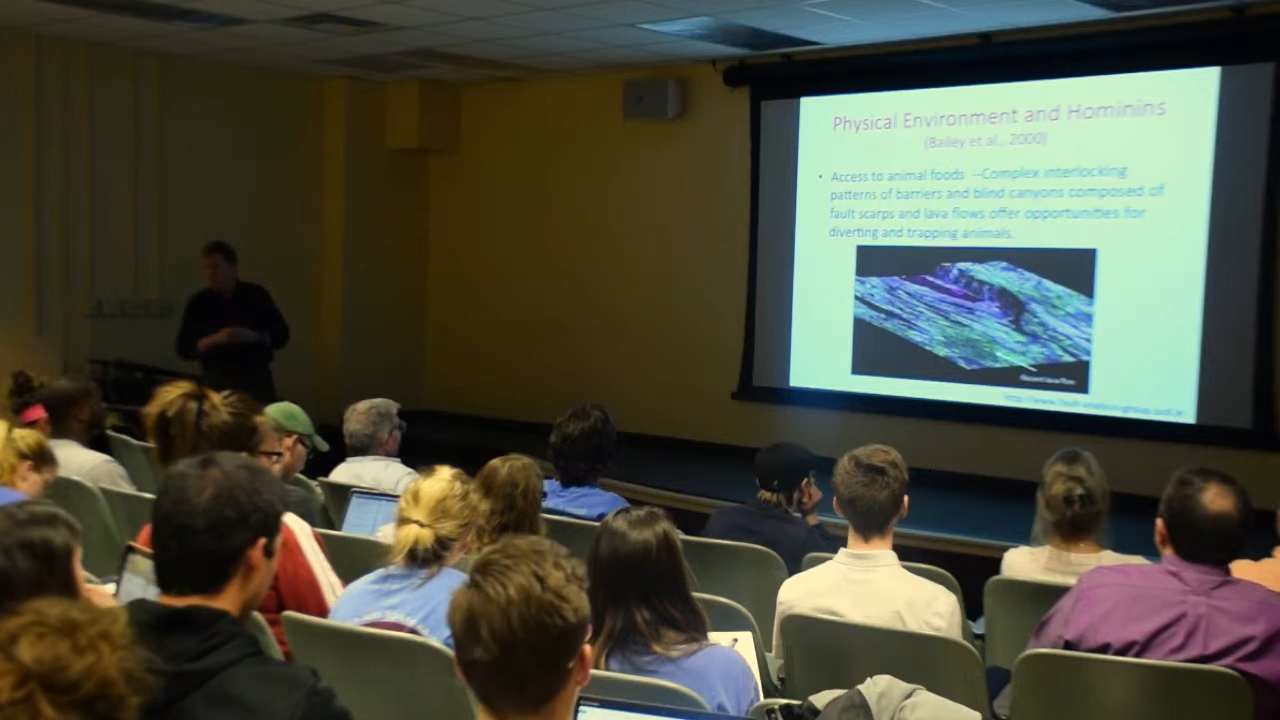 Physical Environment and Hominins
(Bailey et al., 2000)
• Access to animal foods --Complex interlocking
patterns of barriers and blind canyons composed of
fault scarps and lava flows offer opportunities for
diverting and trapping animals.